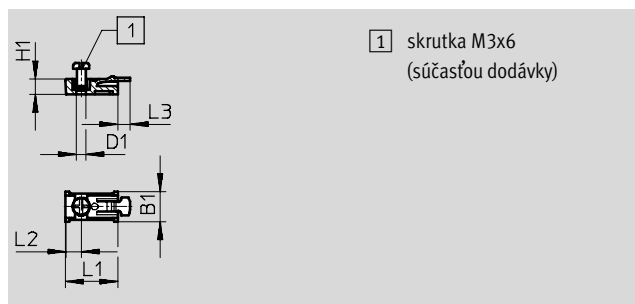 1
1 skrutka M3x6
(súčasťou dodávky)
H1
L3
D1
B1
L2
L1